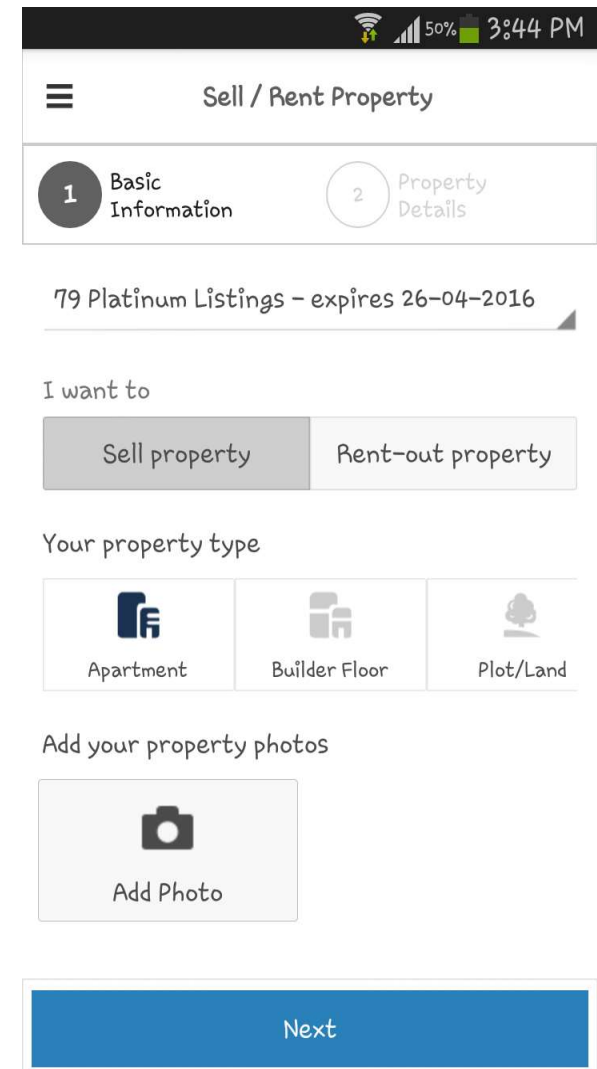 50% 3:44 PM
Sell / Rent Property
1 Basic Information
2 Property Details
79 Platinum Listings - expires 26-04-2016
I want to
Sell property Rent-out property
Your property type
Apartment Builder Floor Plot/Land
Add your property photos
Add Photo
Next